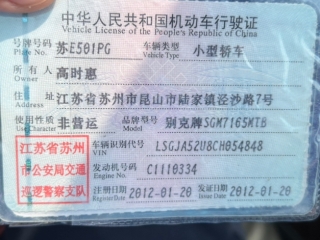 中华人民共和国机动车行驶证
Vehicle License of the People's Republic of China
号牌号码 苏E501PG 车辆类型 小型轿车
Plate No. Vehicle Type
所有人 高时惠
Owner
住址 江苏省苏州市昆山市陆家镇泾沙路7号
Address
使用性质 非营运 品牌型号 别克牌SGM7165MTB
Use Character Model
江苏省苏州
市公安局交通
巡逻警察支队
车辆识别代号 LSGJA52U8CH054848
VIN
发动机号码 C1110334
Engine No.
注册日期 2012-01-20 发证日期 2012-01-20
Register Date Issue Date